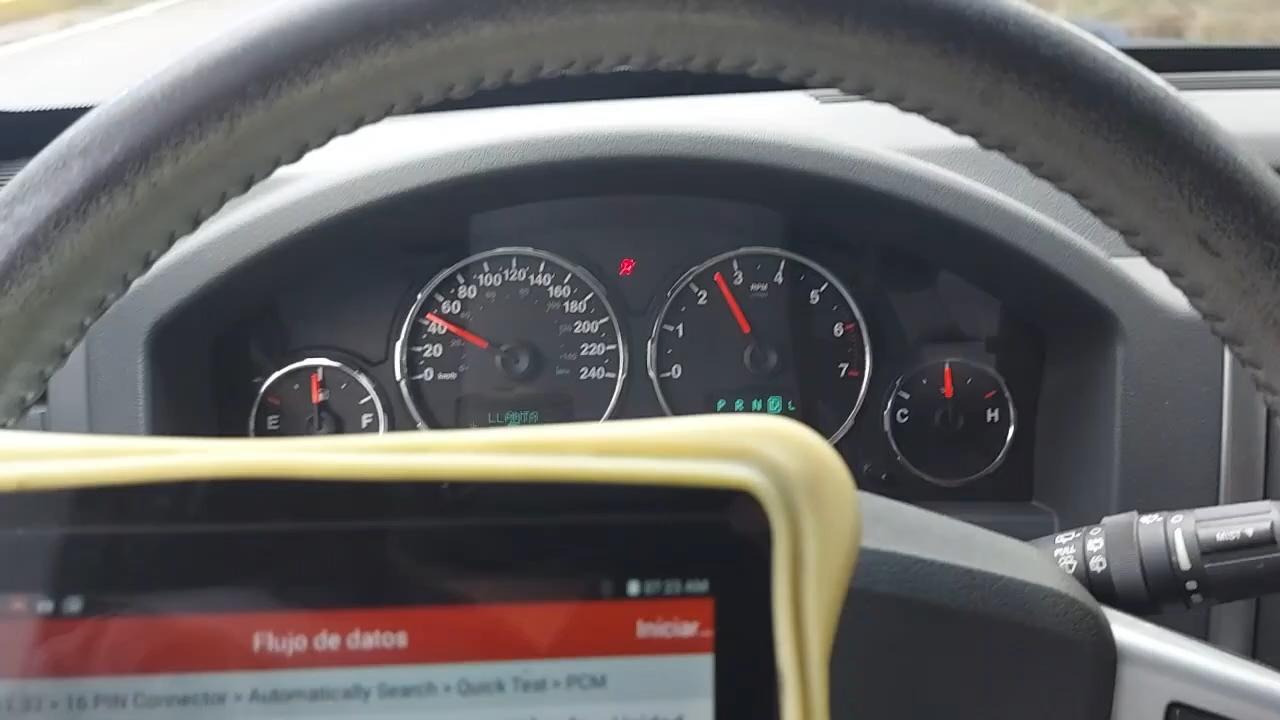 0 20 40 60 80 100 120 140 160 180 200 220 240
km/h
LLANTA
0 1 2 3 4 5 6 7
RPM
P R N D L
E F
C H
MIST
07:23 AM
Flujo de datos
Iniciar..
> 16 PIN Connector > Automatically Search > Quick Test > PCM